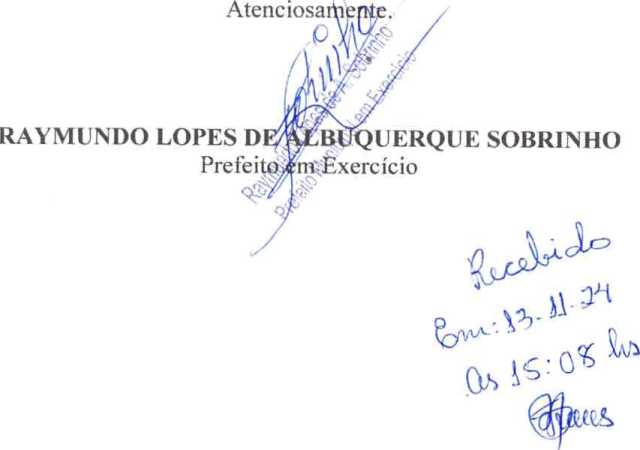 Atenciosamente.
RAYMUNDO LOPES DE ALBUQUERQUE SOBRINHO
Prefeito em Exercício
Recebido
Em: 13-11-24
As 15:08 hs